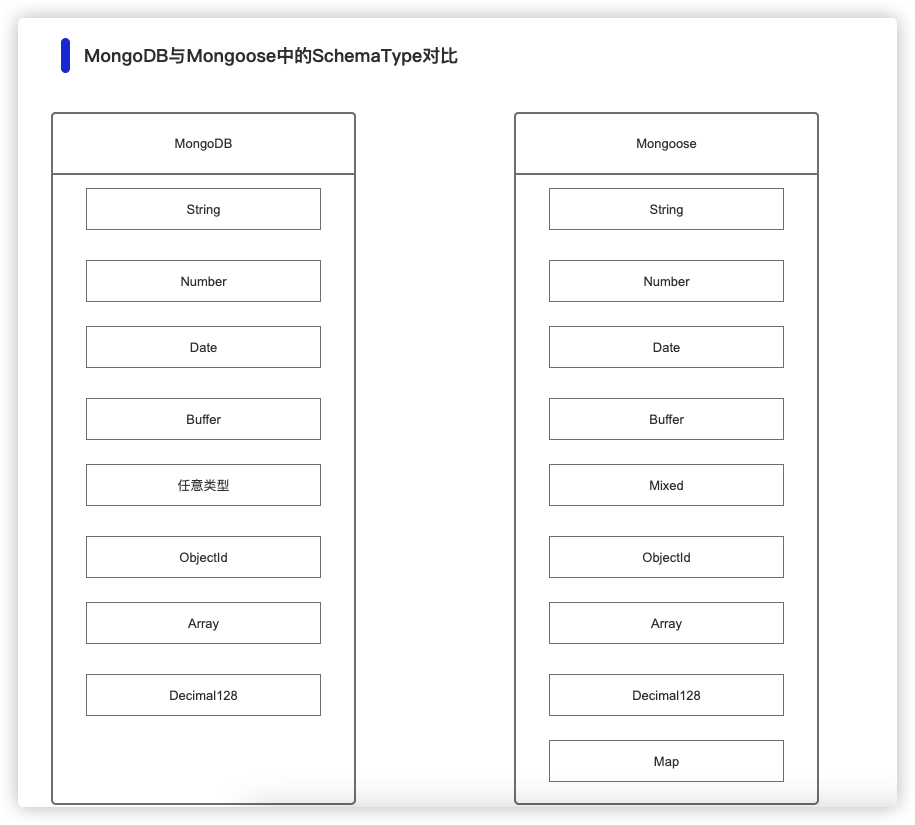 MongoDB与Mongoose中的SchemaType对比
MongoDB
String
Number
Date
Buffer
任意类型
ObjectId
Array
Decimal128
Mongoose
String
Number
Date
Buffer
Mixed
ObjectId
Array
Decimal128
Map